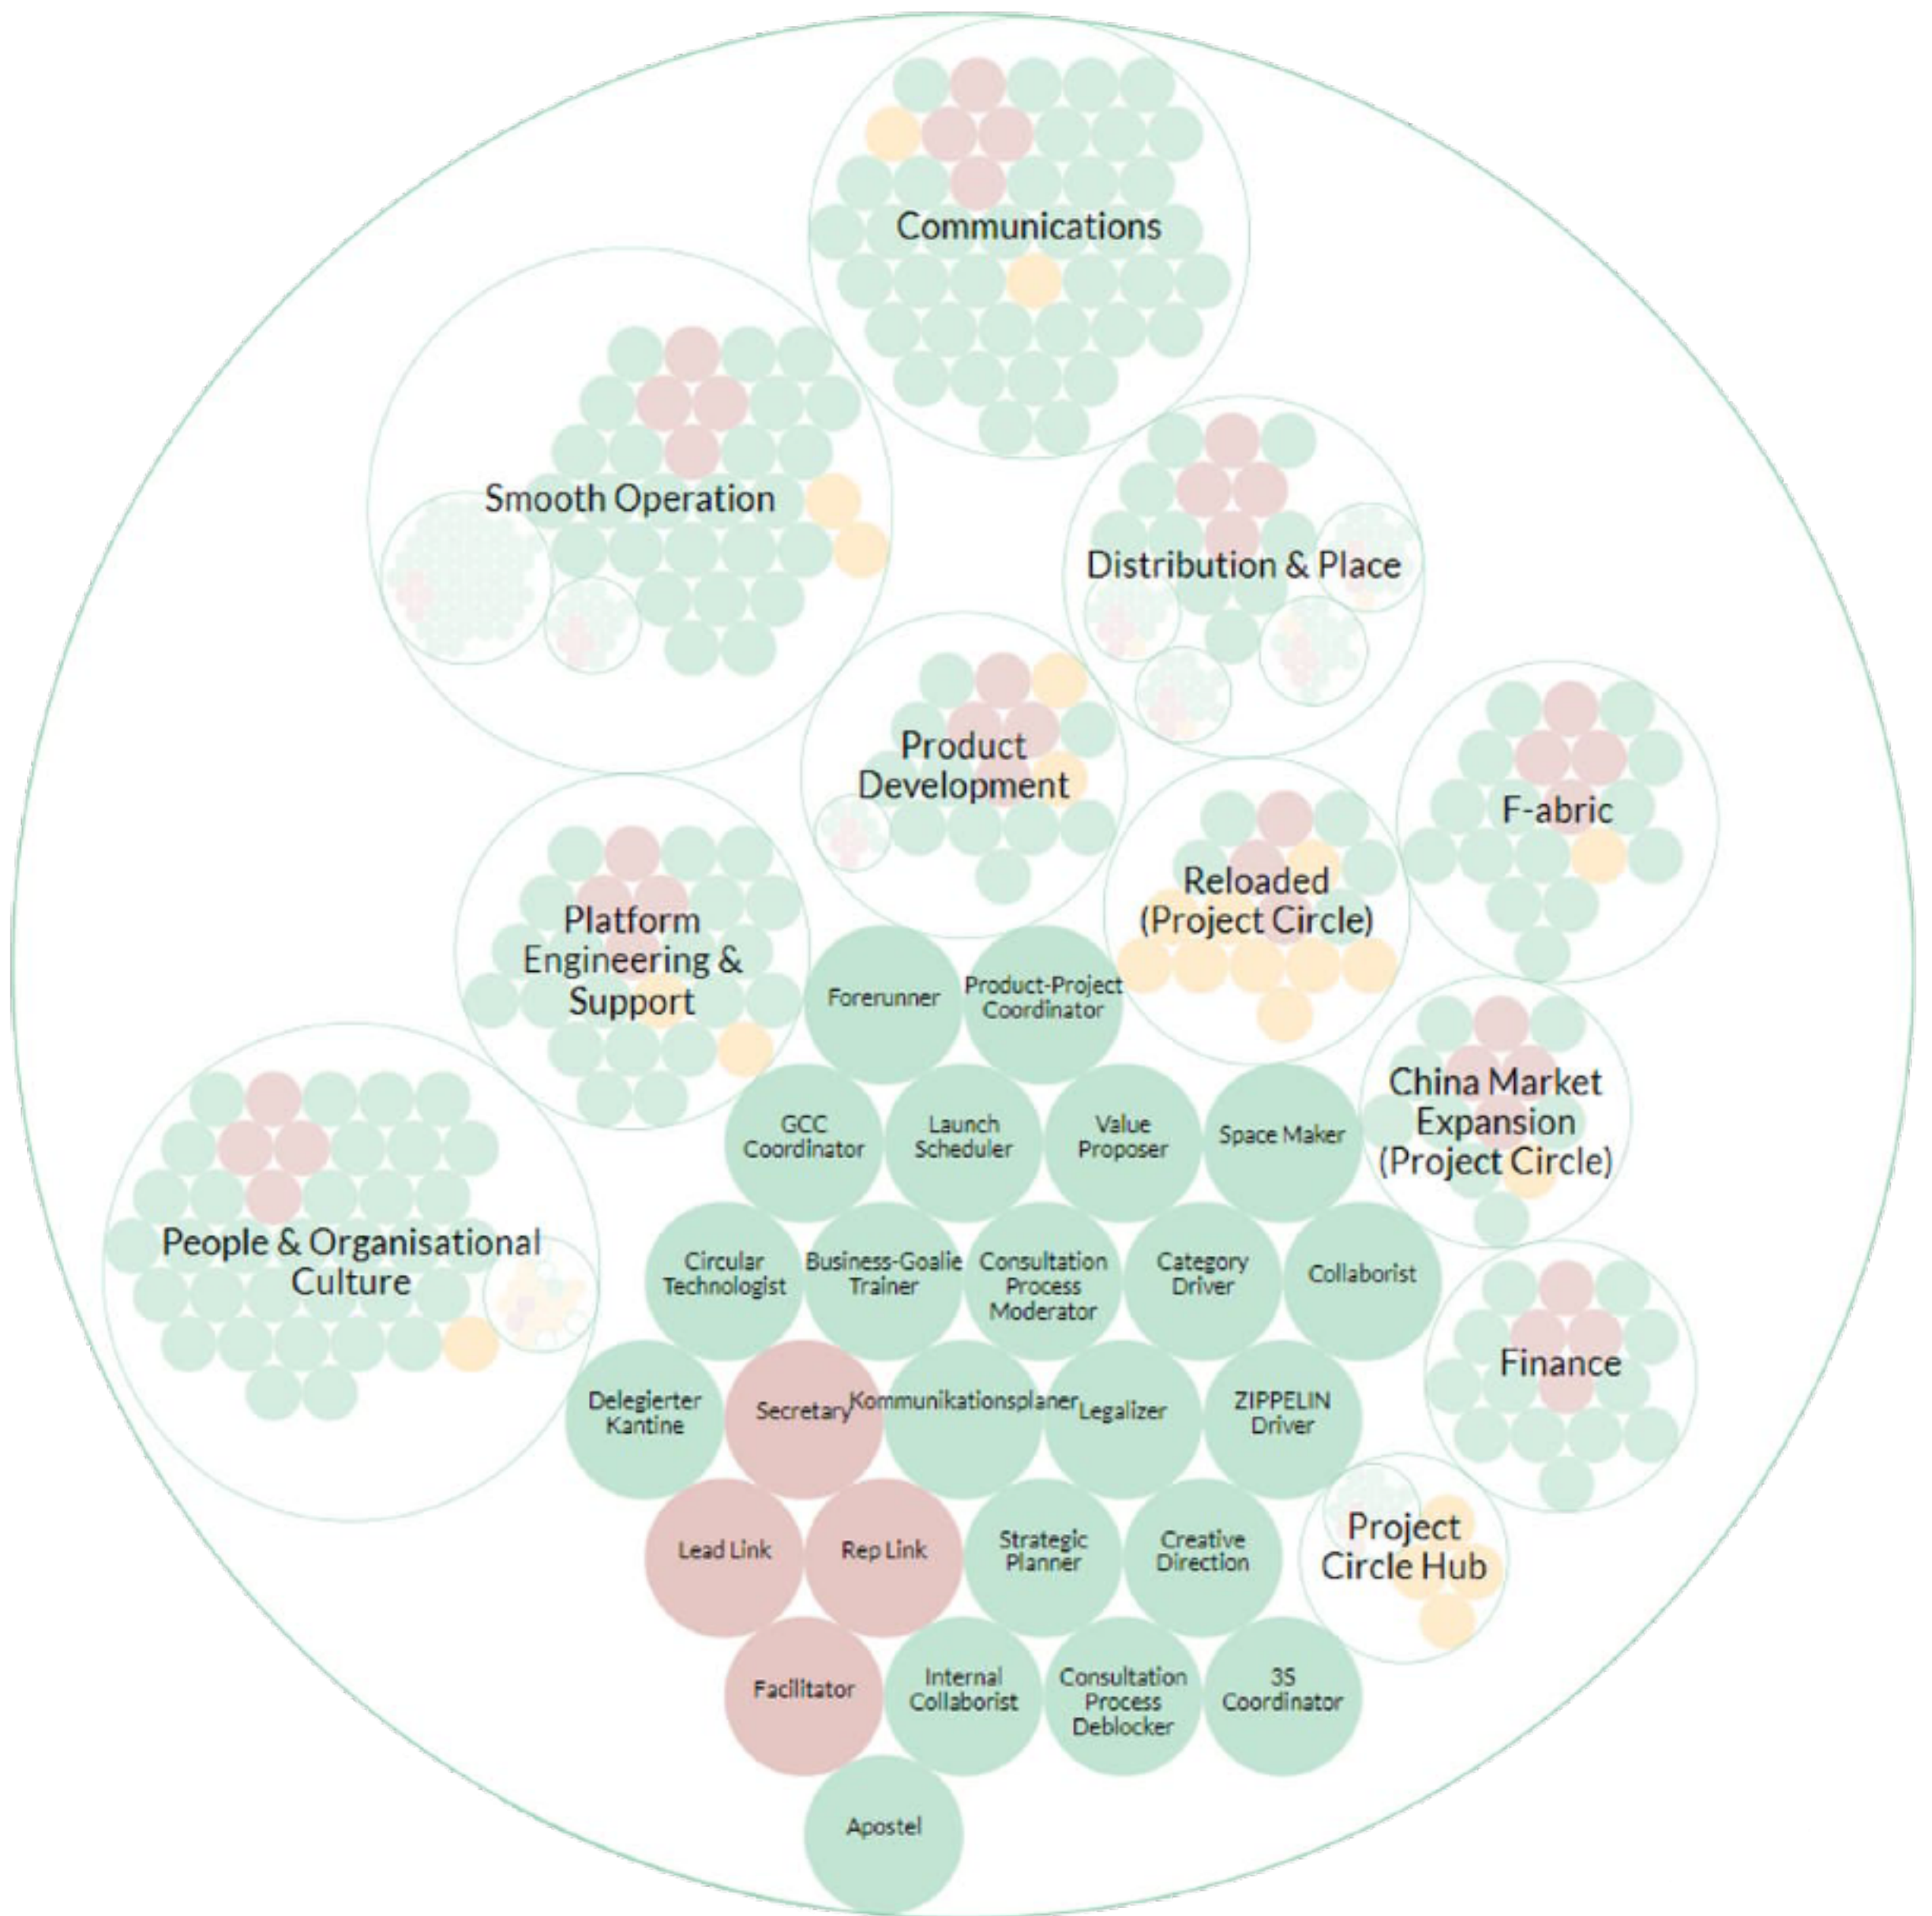 Communications
Smooth Operation
Distribution & Place
Product
Development
F-abric
Reloaded
(Project Circle)
Platform
Engineering &
Support
Forerunner
Product-Project
Coordinator
China Market
Expansion
(Project Circle)
GCC
Coordinator
Launch
Scheduler
Value
Proposer
Space Maker
People & Organisational
Culture
Circular
Technologist
Business-Goalie
Trainer
Consultation
Process
Moderator
Category
Driver
Collaborist
Finance
Delegierter
Kantine
Secretary
Kommunikationsplaner
Legalizer
ZIPPELIN
Driver
Lead Link
Rep Link
Strategic
Planner
Creative
Direction
Project
Circle Hub
Facilitator
Internal
Collaborist
Consultation
Process
Deblocker
3S
Coordinator
Apostel